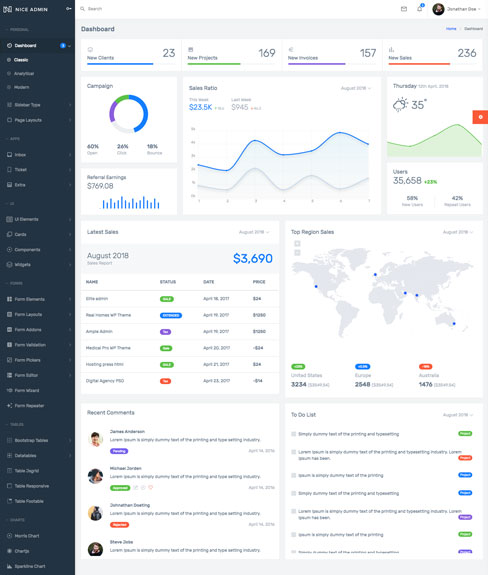 NICE ADMIN
Search
Jonathan Doe
PERSONAL
Dashboard
Classic
Analytical
Modern
Sidebar Type
Page Layouts
APPS
Inbox
Ticket
Extra
UI
UI Elements
Cards
Components
Widgets
FORMS
Form Elements
Form Layouts
Form Addons
Form Validation
Form Pickers
Form Editor
Form Wizard
Form Repeater
TABLES
Bootstrap Tables
Datatables
Table Jsgrid
Table Responsive
Table Footable
CHARTS
Morris Chart
Chartjs
Sparkline Chart
Dashboard
Home
Dashboard
New Clients 23
New Projects 169
New Invoices 157
New Sales 236
Campaign
60% 26% 18%
Open Click Bounce
Referral Earnings
$769.08
Sales Ratio
August 2018
This Week Last Week
$23.5K $945
6k
5k
4k
3k
2k
1k
0k
1 2 3 4 5 6 7
Thursday 12th April, 2018
35°
Users
35,658 +23%
58% 42%
New Users Repeat Users
Latest Sales
August 2018
August 2018
Sales Report
$3,690
NAME STATUS DATE PRICE
Elite admin SALE April 18, 2017 $24
Real Homes WP Theme EXTENDED April 19, 2017 $1250
Ample Admin Tax April 19, 2017 $1250
Medical Pro WP Theme Sale April 20, 2017 -$24
Hosting press html SALE April 21, 2017 $24
Digital Agency PSD Tax April 23, 2017 -$14
Top Region Sales
August 2018
United States Europe Australia
3234 2548 1476
Recent Comments
James Anderson
Lorem Ipsum is simply dummy text of the printing and type setting industry.
Pending April 14, 2016
Michael Jorden
Lorem Ipsum is simply dummy text of the printing and type setting industry.
Approved April 14, 2016
Johnathan Doeting
Lorem Ipsum is simply dummy text of the printing and type setting industry.
Rejected April 14, 2016
Steve Jobe
Lorem Ipsum is simply dummy text of the printing and type setting industry.
To Do List
August 2018
Simply dummy text of the printing and typesetting Project
Lorem Ipsum is simply dummy text of the printing and typesetting industry. Lorem
Ipsum has been. Project
Ipsum is simply dummy text of the printing Project
Simply dummy text of the printing and typesetting Project
Lorem Ipsum is simply dummy text of the printing and typesetting industry. Lorem
Ipsum has been. Project
Ipsum is simply dummy text of the printing Project
Simply dummy text of the printing and typesetting Project